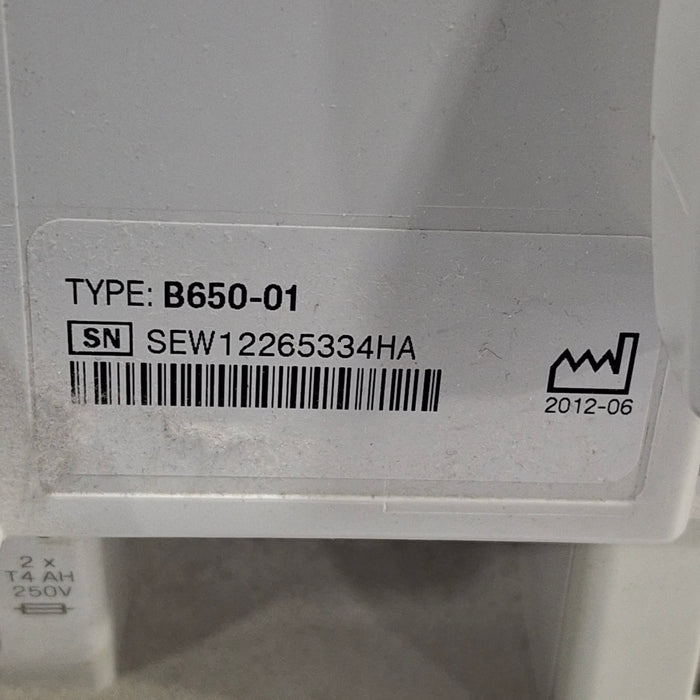 TYPE: B650-01
SN SEW12265334HA
2012-06
2 x
T4 AH
250V